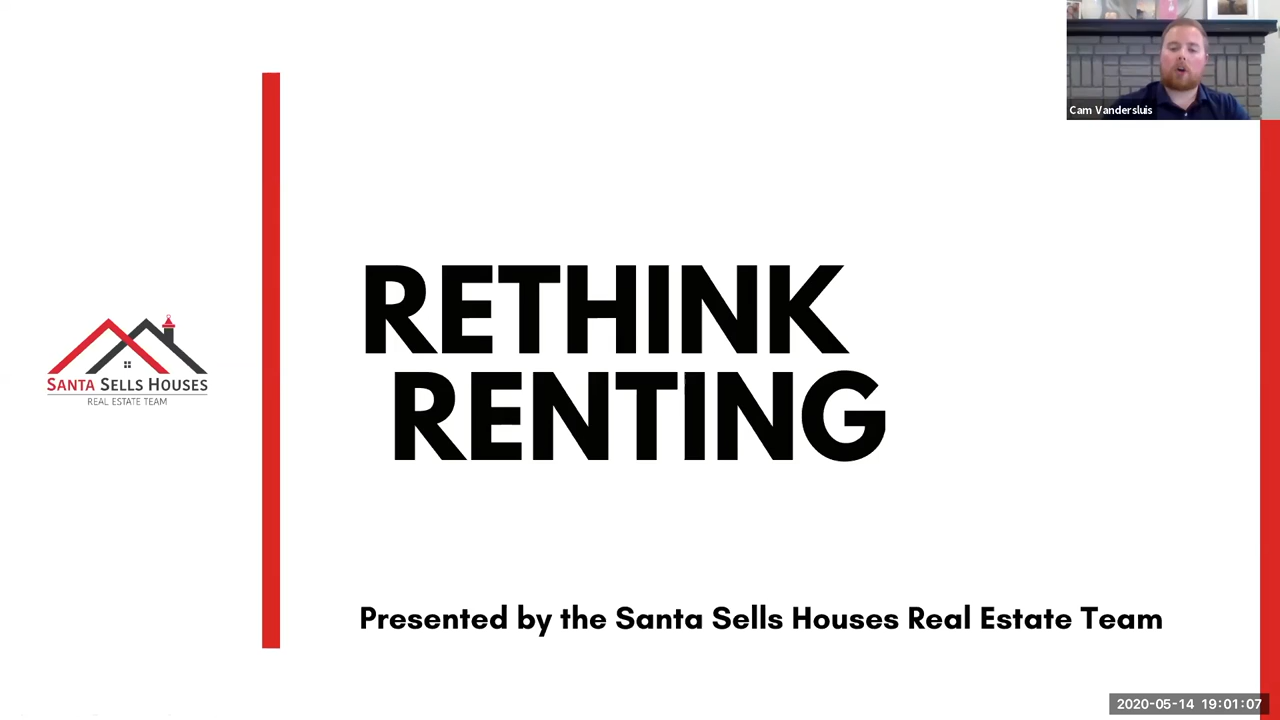 Cam Vandersluis
RETHINK
RENTING
SANTA SELLS HOUSES
REAL ESTATE TEAM
Presented by the Santa Sells Houses Real Estate Team
2020-05-14 19:01:07